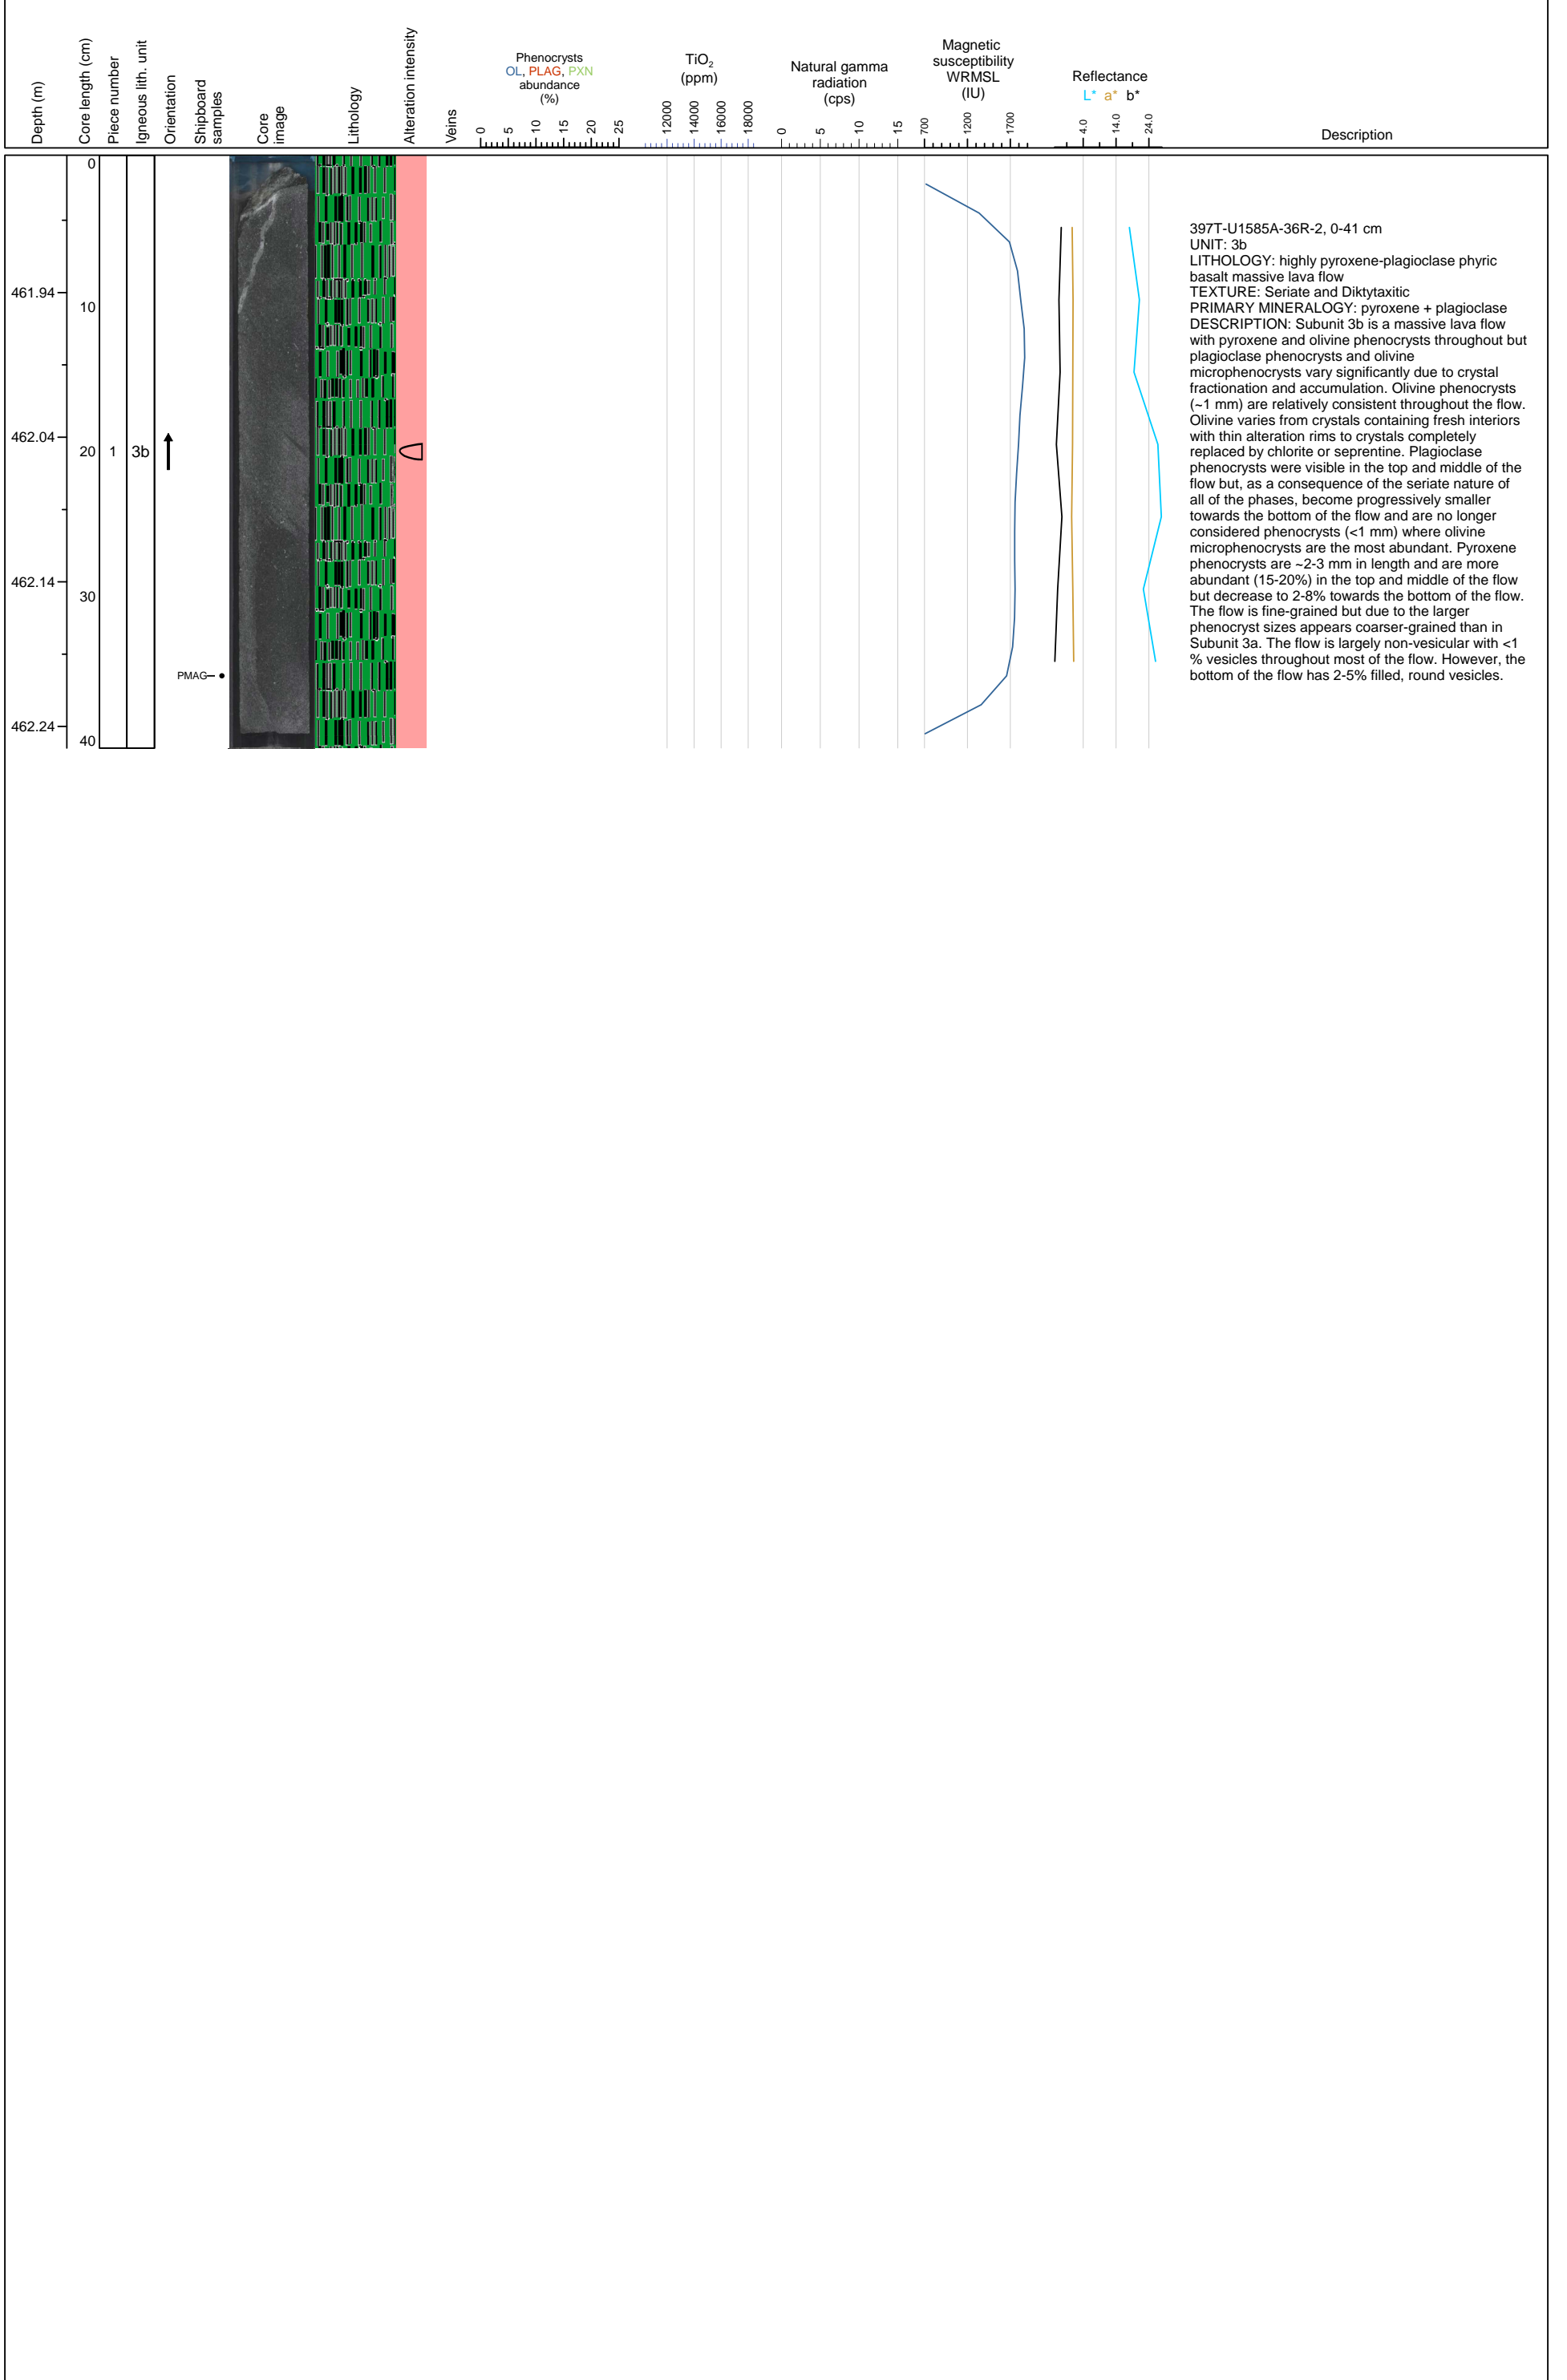 Depth (m)
Core length (cm)
Piece number
Igneous lith. unit
Orientation
Shipboard
samples
Core
image
Lithology
Alteration intensity
Veins
Phenocrysts
OL, PLAG, PXN
abundance
(%)
0
5
10
15
20
25
TiO2
(ppm)
12000
14000
16000
18000
Natural gamma
radiation
(cps)
0
5
10
15
Magnetic
susceptibility
WRMSL
(IU)
700
1200
1700
Reflectance
L* a* b*
4.0
14.0
24.0
Description
461.94
462.04
462.14
462.24
0
10
20
30
40
1
3b
PMAG
397T-U1585A-36R-2, 0-41 cm
UNIT: 3b
LITHOLOGY: highly pyroxene-plagioclase phyric
basalt massive lava flow
TEXTURE: Seriate and Diktytaxitic
PRIMARY MINERALOGY: pyroxene + plagioclase
DESCRIPTION: Subunit 3b is a massive lava flow
with pyroxene and olivine phenocrysts throughout but
plagioclase phenocrysts and olivine
microphenocrysts vary significantly due to crystal
fractionation and accumulation. Olivine phenocrysts
(~1 mm) are relatively consistent throughout the flow.
Olivine varies from crystals containing fresh interiors
with thin alteration rims to crystals completely
replaced by chlorite or seprentine. Plagioclase
phenocrysts were visible in the top and middle of the
flow but, as a consequence of the seriate nature of
all of the phases, become progressively smaller
towards the bottom of the flow and are no longer
considered phenocrysts (<1 mm) where olivine
microphenocrysts are the most abundant. Pyroxene
phenocrysts are ~2-3 mm in length and are more
abundant (15-20%) in the top and middle of the flow
but decrease to 2-8% towards the bottom of the flow.
The flow is fine-grained but due to the larger
phenocryst sizes appears coarser-grained than in
Subunit 3a. The flow is largely non-vesicular with <1
% vesicles throughout most of the flow. However, the
bottom of the flow has 2-5% filled, round vesicles.